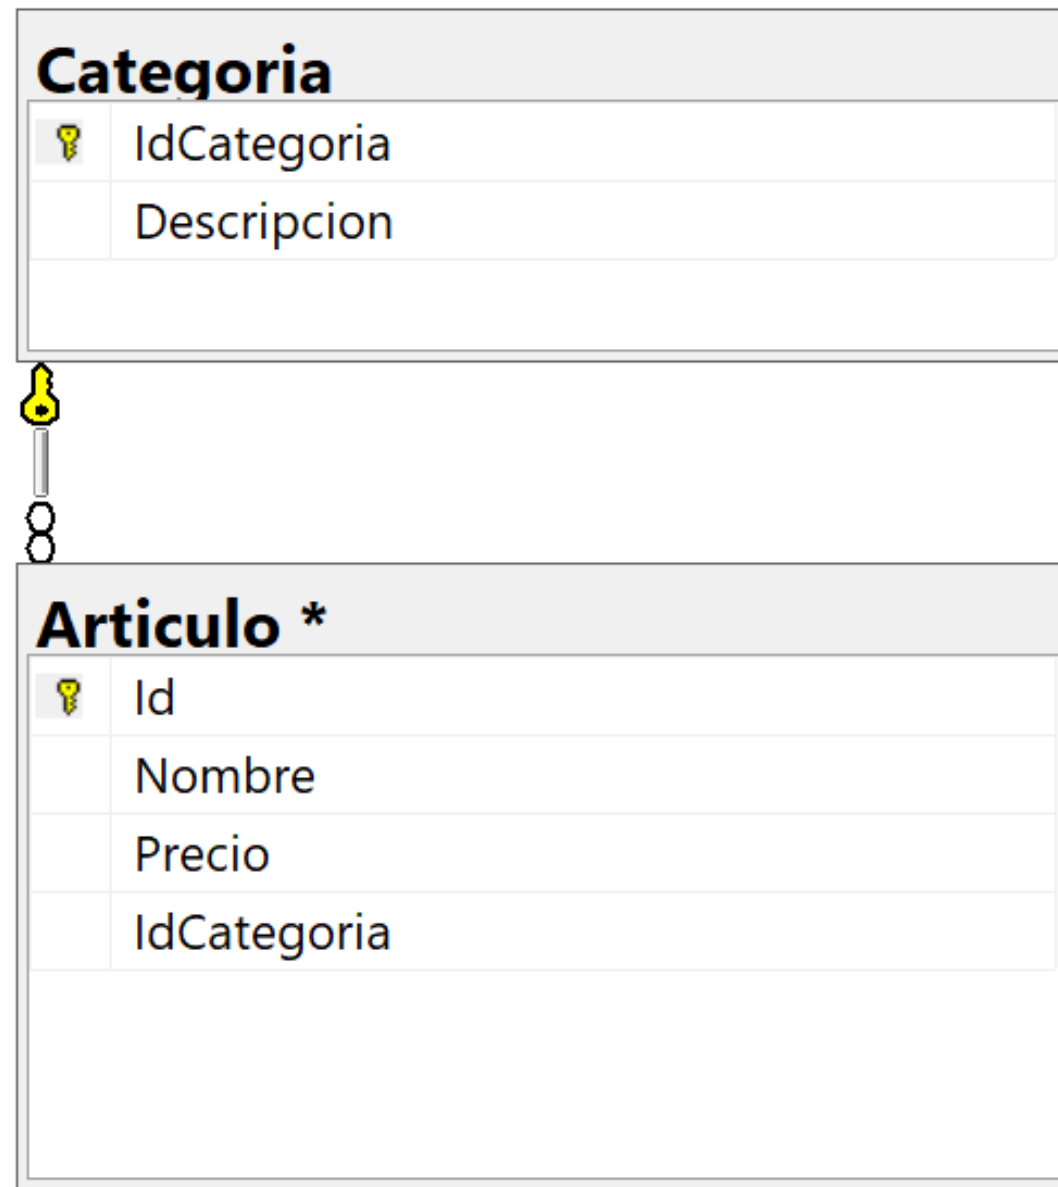 Categoria
IdCategoria
Descripcion
Articulo *
Id
Nombre
Precio
IdCategoria